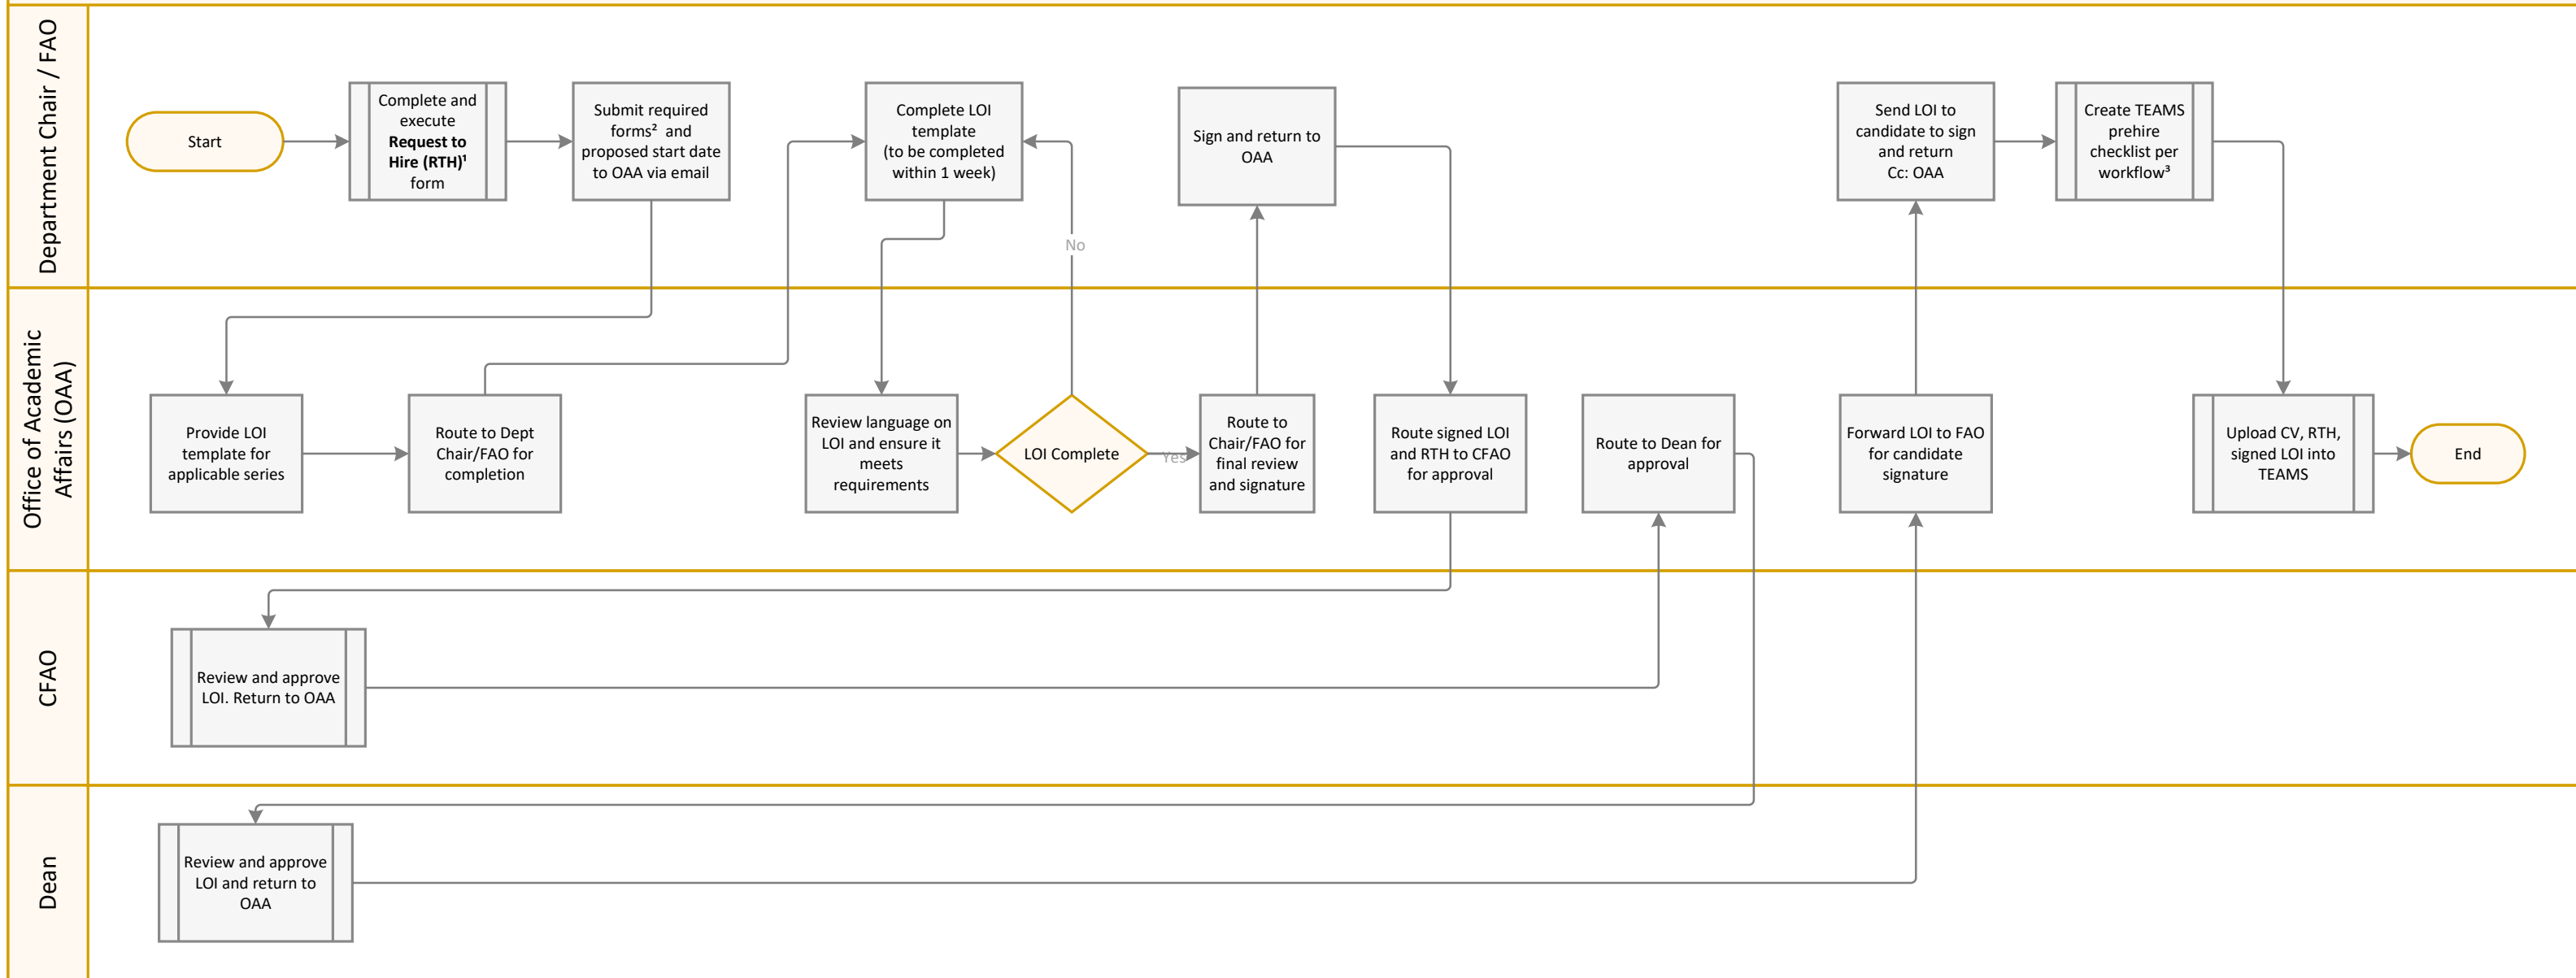 Department Chair / FAO
Start
Complete and
execute
Request to
Hire (RTH)¹
form
Submit required
forms² and
proposed start date
to OAA via email
Complete LOI
template
(to be completed
within 1 week)
Sign and return to
OAA
Send LOI to
candidate to sign
and return
Cc: OAA
Create TEAMS
prehire
checklist per
workflow³
No
Office of Academic
Affairs (OAA)
Provide LOI
template for
applicable series
Route to Dept
Chair/FAO for
completion
Review language on
LOI and ensure it
meets
requirements
LOI Complete
Yes
Route to
Chair/FAO for
final review
and signature
Route signed LOI
and RTH to CFAO
for approval
Route to Dean for
approval
Forward LOI to FAO
for candidate
signature
Upload CV, RTH,
signed LOI into
TEAMS
End
CFAO
Review and approve
LOI. Return to OAA
Dean
Review and approve
LOI and return to
OAA